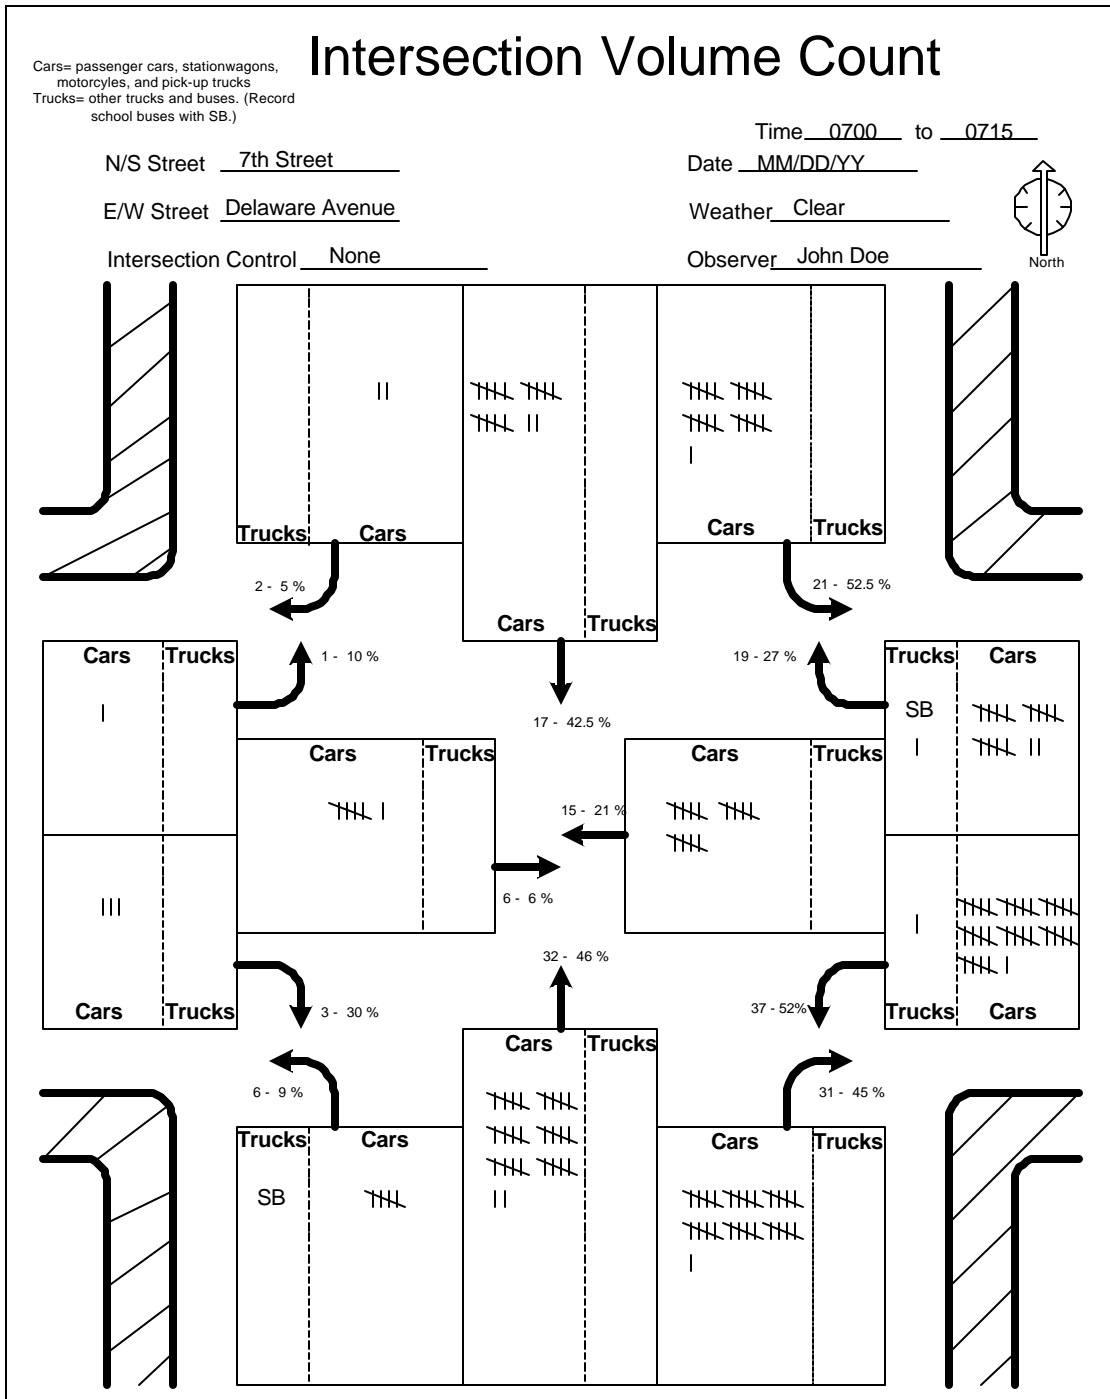 Intersection Volume Count
Cars= passenger cars, stationwagons,
motorcyles, and pick-up trucks
Trucks= other trucks and buses. (Record
school buses with SB.)
Time 0700 to 0715
N/S Street 7th Street
Date MM/DD/YY
E/W Street Delaware Avenue
Weather Clear
Intersection Control None
Observer John Doe
North
Trucks Cars
Cars Trucks
2 - 5 %
21 - 52.5 %
Cars Trucks
Cars Trucks
1 - 10 %
19 - 27 %
Trucks Cars
SB
17 - 42.5 %
Cars Trucks
Cars Trucks
15 - 21 %
6 - 6 %
32 - 46 %
Cars Trucks
3 - 30 %
37 - 52%
Trucks Cars
Cars Trucks
6 - 9 %
31 - 45 %
Trucks Cars
Cars Trucks
SB